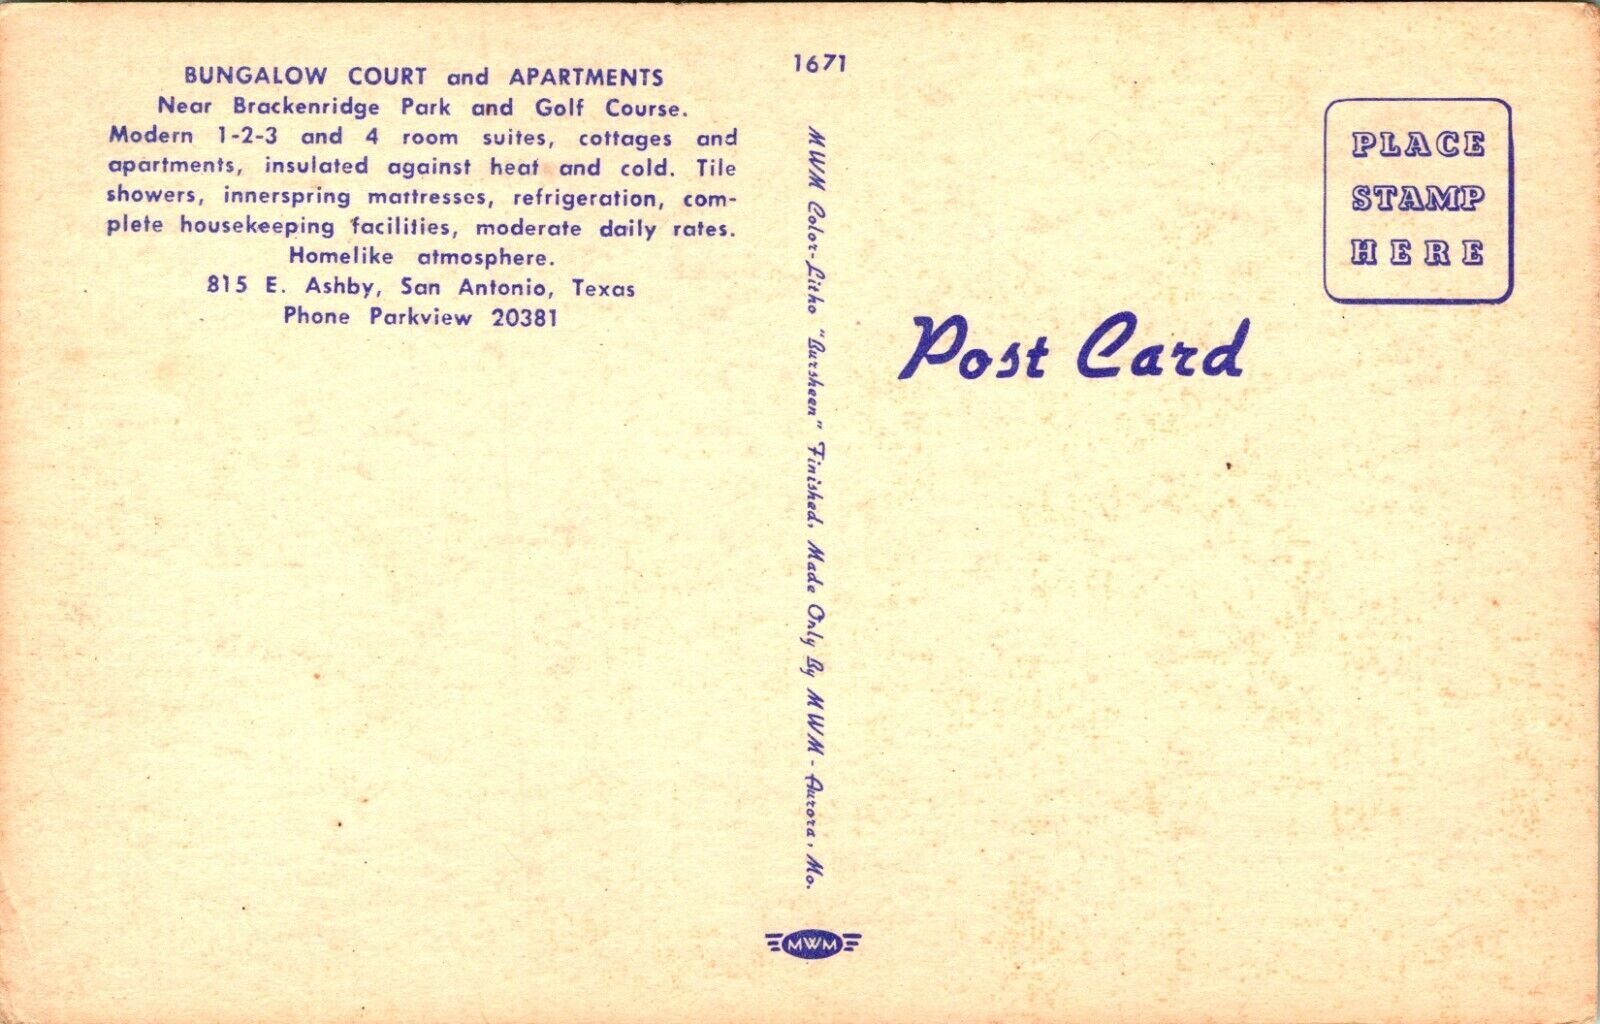 BUNGALOW COURT and APARTMENTS
Near Brackenridge Park and Golf Course.
Modern 1-2-3 and 4 room suites, cottages and
apartments, insulated against heat and cold. Tile
showers, innerspring mattresses, refrigeration, com-
plete housekeeping facilities, moderate daily rates.
Homelike atmosphere.
815 E. Ashby, San Antonio, Texas
Phone Parkview 20381
1671
MWM Color-Litho "Bursheen" Finished, Made Only By MWM - Aurora, Mo.
MWM
PLACE
STAMP
HERE
Post Card